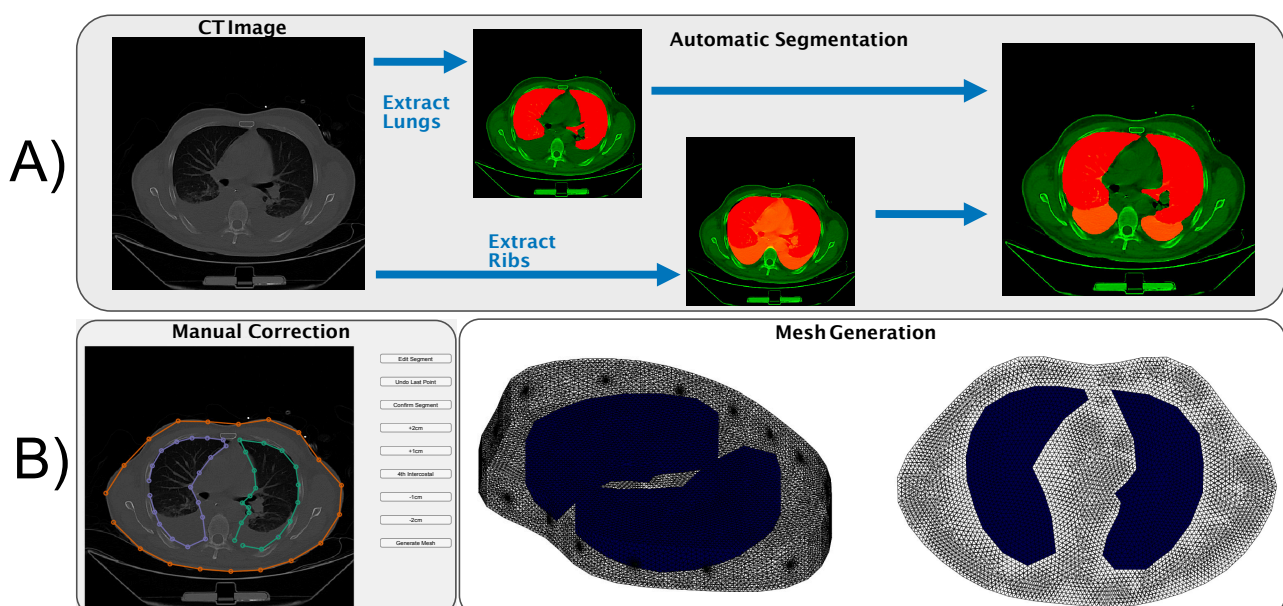 A)
CT Image
Automatic Segmentation
Extract
Lungs
Extract
Ribs
B)
Manual Correction
Edit Segment
Undo Last Point
Confirm Segment
+2cm
+1cm
4th Intercostal
-1cm
-2cm
Generate Mesh
Mesh Generation